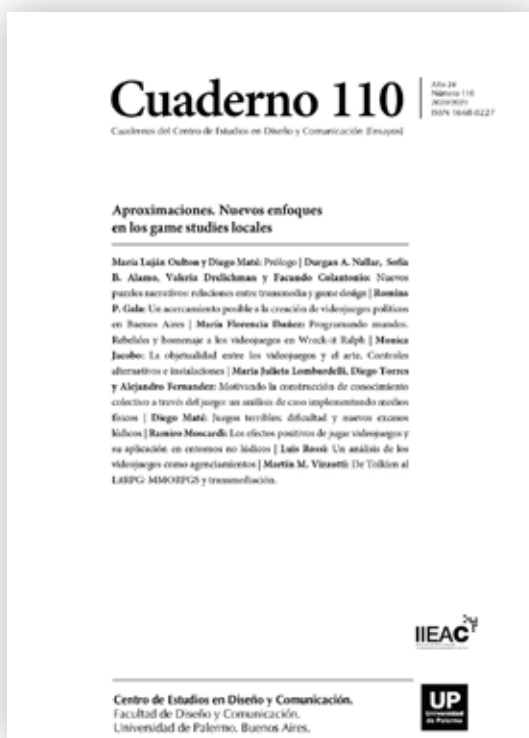 Cuaderno 110
Año 24
Número 110
2020/2021
ISSN 1668-0227
Cuadernos del Centro de Estudios en Diseño y Comunicación [Ensayos]
Aproximaciones. Nuevos enfoques
en los game studies locales
María Luján Oulton y Diego Maté: Prólogo | Durgan A. Nallar, Sofía
B. Alamo, Valeria Drelichman y Facundo Colantonio: Nuevos
puzzles narrativos: relaciones entre transmedia y game design | Romina
P. Gala: Un acercamiento posible a la creación de videojuegos políticos
en Buenos Aires | María Florencia Ibañez: Programando mundos.
Rebelión y homenaje a los videojuegos en Wreck-it Ralph | Monica
Jacobo: La objetualidad entre los videojuegos y el arte. Controles
alternativos e instalaciones | María Julieta Lombardelli, Diego Torres
y Alejandro Fernandez: Motivando la construcción de conocimiento
colectivo a través del juego: un análisis de caso implementando medios
físicos | Diego Maté: Juegos terribles: dificultad y nuevos excesos
lúdicos | Ramiro Moscardi: Los efectos positivos de jugar videojuegos y
su aplicación en entornos no lúdicos | Luis Rossi: Un análisis de los
videojuegos como agenciamientos | Martín M. Vizzotti: De Tolkien al
L#RPG: MMORPGS y transmediación.
IIEAC
UP
Universidad
de Palermo
Centro de Estudios en Diseño y Comunicación.
Facultad de Diseño y Comunicación.
Universidad de Palermo. Buenos Aires.